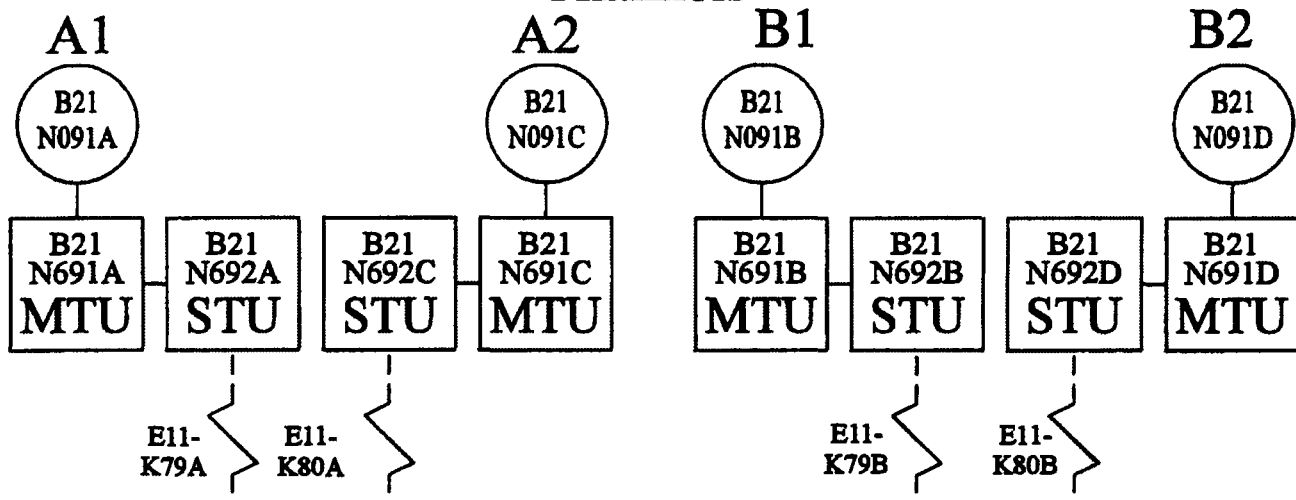 A1 A2 B1 B2
B21 B21 B21 B21
N091A N091C N091B N091D
B21 B21 B21 B21 B21 B21 B21 B21
N691A N692A N692C N691C N691B N692B N692D N691D
MTU STU STU MTU MTU STU STU MTU
E11- E11- E11- E11-
K79A K80A K79B K80B